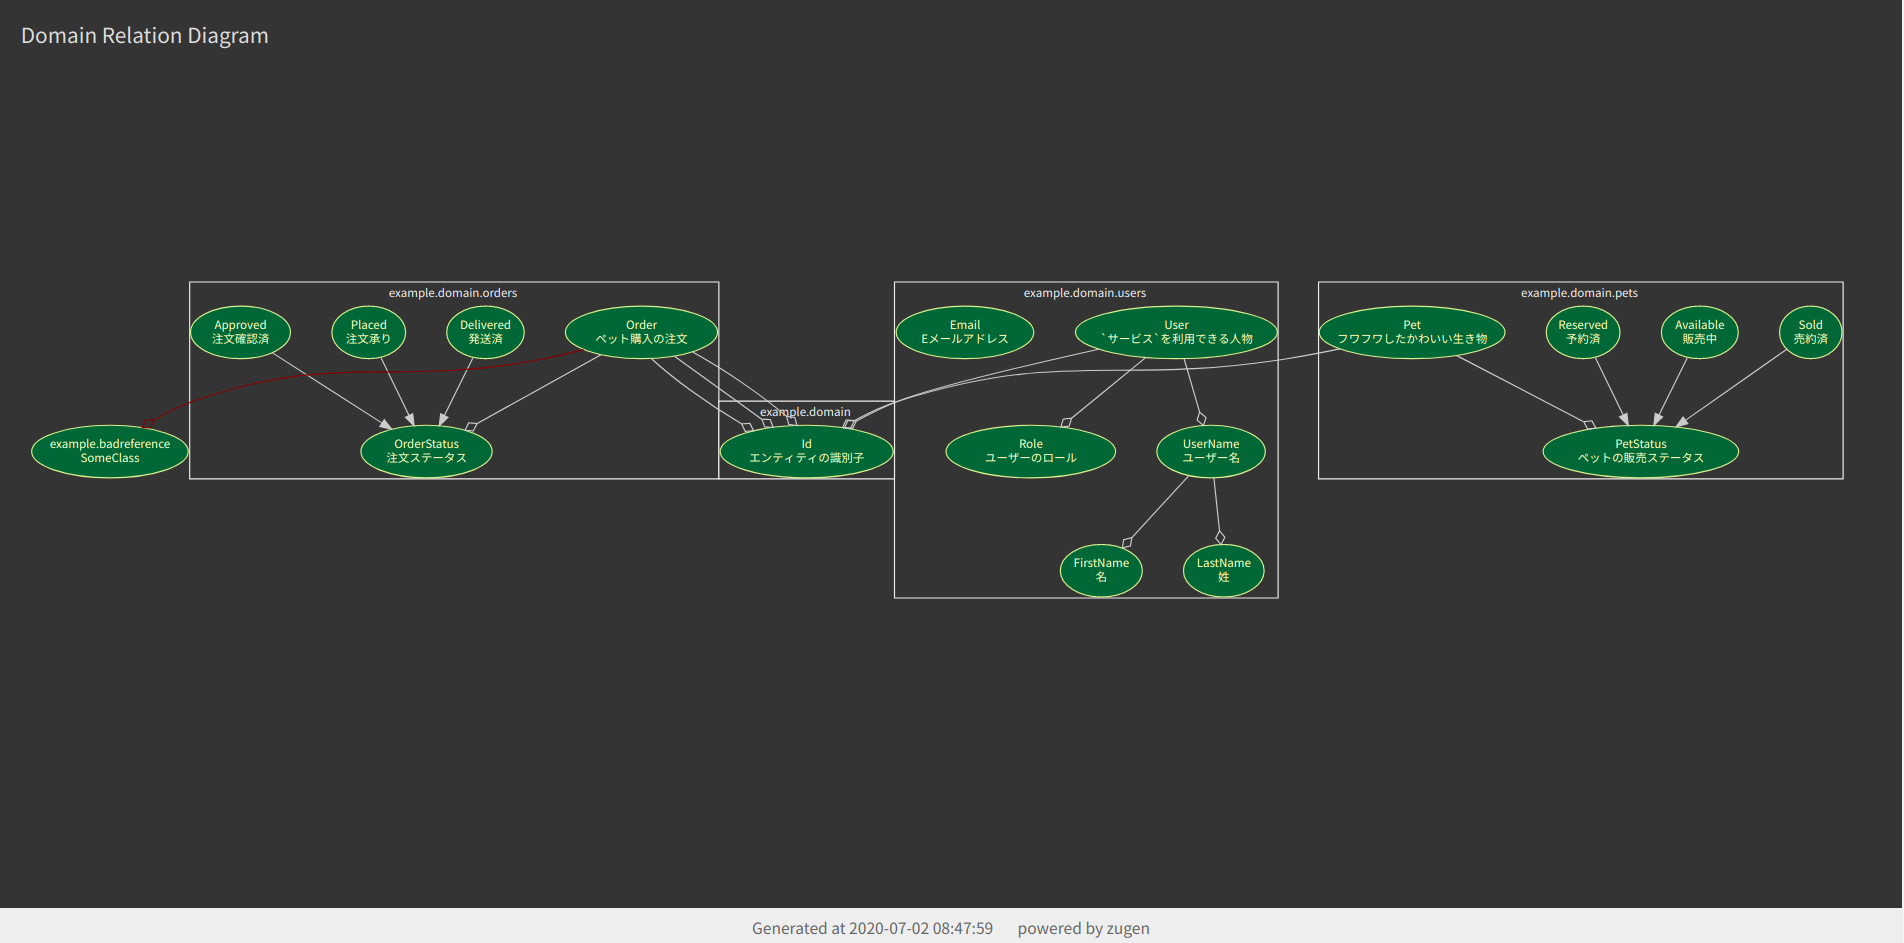 Domain Relation Diagram
example.domain.orders
Approved
注文確認済
Placed
注文承り
Delivered
発送済
Order
ペット購入の注文
example.badreference
SomeClass
OrderStatus
注文ステータス
example.domain
Id
エンティティの識別子
example.domain.users
Email
Eメールアドレス
User
`サービス`を利用できる人物
Role
ユーザーのロール
UserName
ユーザー名
FirstName
名
LastName
姓
example.domain.pets
Pet
フワフワしたかわいい生き物
Reserved
予約済
Available
販売中
Sold
売約済
PetStatus
ペットの販売ステータス
Generated at 2020-07-02 08:47:59 powered by zugen